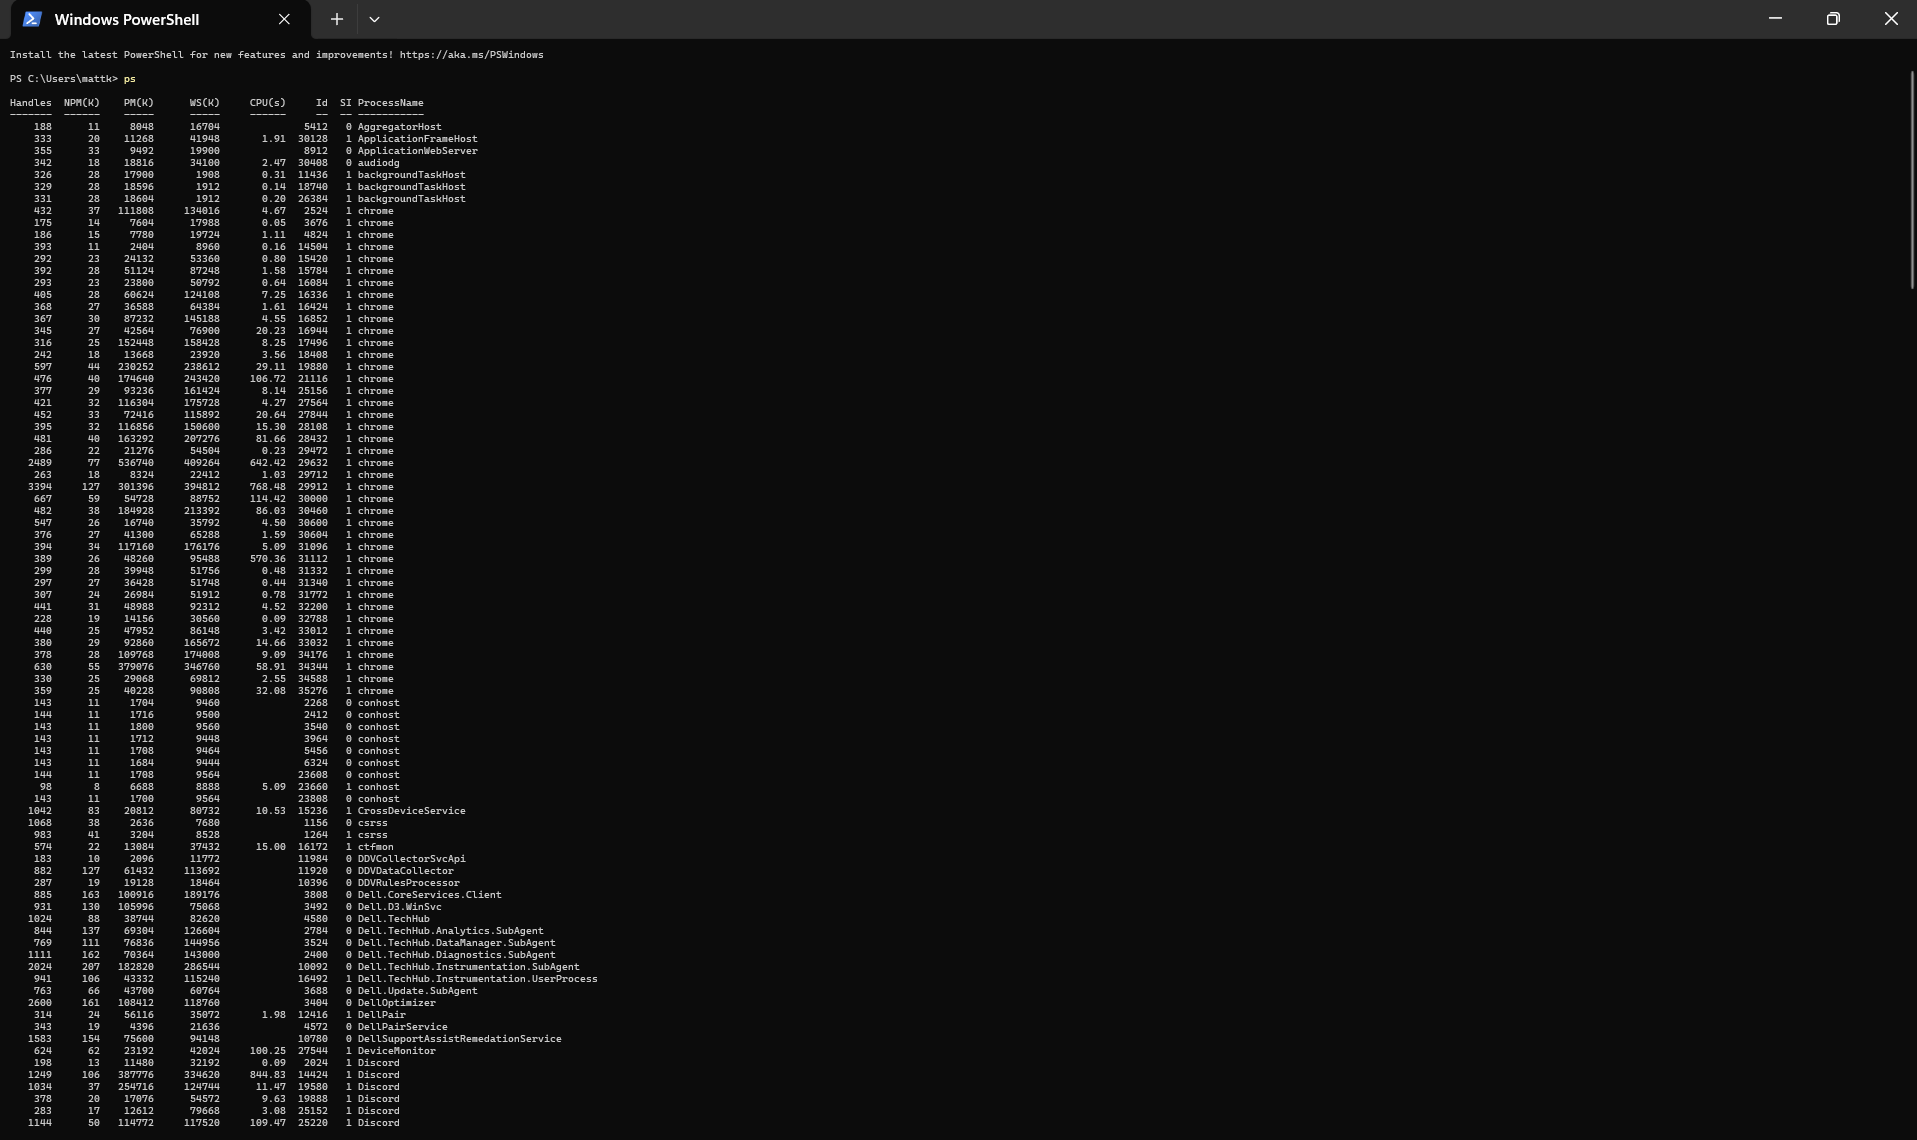 Windows PowerShell
Install the latest PowerShell for new features and improvements! https://aka.ms/PSWindows
PS C:\Users\mattk> ps
Handles NPM(K) PM(K) WS(K) CPU(s) Id SI ProcessName
------- ------ ----- ----- ------ -- -- -----------
188 11 8048 16704 5412 0 AggregatorHost
333 20 11268 41948 1.91 30128 1 ApplicationFrameHost
355 33 9492 19900 8912 0 ApplicationWebServer
342 18 18816 34100 2.47 30408 0 audiodg
326 28 17900 1908 0.31 11436 1 backgroundTaskHost
329 28 18596 1912 0.14 18740 1 backgroundTaskHost
331 28 18604 1912 0.20 26384 1 backgroundTaskHost
432 37 111808 134016 4.67 2524 1 chrome
175 14 7604 17988 0.05 3676 1 chrome
186 15 7780 19724 1.11 4824 1 chrome
393 11 2404 8960 0.16 14504 1 chrome
292 23 24132 53360 0.80 15420 1 chrome
392 28 51124 87248 1.58 15784 1 chrome
293 23 23800 50792 0.64 16084 1 chrome
405 28 60624 124108 7.25 16336 1 chrome
368 27 36588 64384 1.61 16424 1 chrome
367 30 87232 145188 4.55 16852 1 chrome
345 27 42564 76900 20.23 16944 1 chrome
316 25 152448 158428 8.25 17496 1 chrome
242 18 13668 23920 3.56 18408 1 chrome
597 44 230252 238612 29.11 19880 1 chrome
476 40 174640 243420 106.72 21116 1 chrome
377 29 93236 161424 8.14 25156 1 chrome
421 32 116304 175728 4.27 27564 1 chrome
452 33 72416 115892 20.64 27844 1 chrome
395 32 116856 150600 15.30 28108 1 chrome
481 40 163292 207276 81.66 28432 1 chrome
286 22 21276 54504 0.23 29472 1 chrome
2489 77 536740 409264 642.42 29632 1 chrome
263 18 8324 22412 1.03 29712 1 chrome
3394 127 301396 394812 768.48 29912 1 chrome
667 59 54728 88752 114.42 30000 1 chrome
482 38 184928 213392 86.03 30460 1 chrome
547 26 16740 35792 4.50 30600 1 chrome
376 27 41300 65288 1.59 30604 1 chrome
394 34 117160 176176 5.09 31096 1 chrome
389 26 48260 95488 570.36 31112 1 chrome
299 28 39948 51756 0.48 31332 1 chrome
297 27 36428 51748 0.44 31340 1 chrome
307 24 26984 51912 0.78 31772 1 chrome
441 31 48988 92312 4.52 32200 1 chrome
228 19 14156 30560 0.09 32788 1 chrome
440 25 47952 86148 3.42 33012 1 chrome
380 29 92860 165672 14.66 33032 1 chrome
378 28 109768 174008 9.09 34176 1 chrome
630 55 379076 346760 58.91 34344 1 chrome
330 25 29068 69812 2.55 34588 1 chrome
359 25 40228 90808 32.08 35276 1 chrome
143 11 1704 9460 2268 0 conhost
144 11 1716 9500 2412 0 conhost
143 11 1800 9560 3540 0 conhost
143 11 1712 9448 3964 0 conhost
143 11 1708 9464 5456 0 conhost
143 11 1684 9444 6324 0 conhost
144 11 1708 9564 23608 0 conhost
98 8 6688 8888 5.09 23660 1 conhost
143 11 1700 9564 23808 0 conhost
1042 83 20812 80732 10.53 15236 1 CrossDeviceService
1068 38 2636 7680 1156 0 csrss
983 41 3204 8528 1264 1 csrss
574 22 13084 37432 15.00 16172 1 ctfmon
183 10 2096 11772 11984 0 DDVCollectorSvcApi
882 127 61432 113692 11920 0 DDVDataCollector
287 19 19128 18464 10396 0 DDVRulesProcessor
885 163 100916 189176 3808 0 Dell.CoreServices.Client
931 130 105996 75068 3492 0 Dell.D3.WinSvc
1024 88 38744 82620 4580 0 Dell.TechHub
844 137 69304 126604 2784 0 Dell.TechHub.Analytics.SubAgent
769 111 76836 144956 3524 0 Dell.TechHub.DataManager.SubAgent
1111 162 70364 143000 2400 0 Dell.TechHub.Diagnostics.SubAgent
2024 207 182820 286544 10092 0 Dell.TechHub.Instrumentation.SubAgent
941 106 43332 115240 16492 1 Dell.TechHub.Instrumentation.UserProcess
763 66 43700 60764 3688 0 Dell.Update.SubAgent
2600 161 108412 118760 3404 0 DellOptimizer
314 24 56116 35072 1.98 12416 1 DellPair
343 19 4396 21636 4572 0 DellPairService
1583 154 75600 94148 10780 0 DellSupportAssistRemedationService
624 62 23192 42024 100.25 27544 1 DeviceMonitor
198 13 11480 32192 0.09 2024 1 Discord
1249 106 387776 334620 844.83 14424 1 Discord
1034 37 254716 124744 11.47 19580 1 Discord
378 20 17076 54572 9.63 19888 1 Discord
283 17 12612 79668 3.08 25152 1 Discord
1144 50 114772 117520 109.47 25220 1 Discord